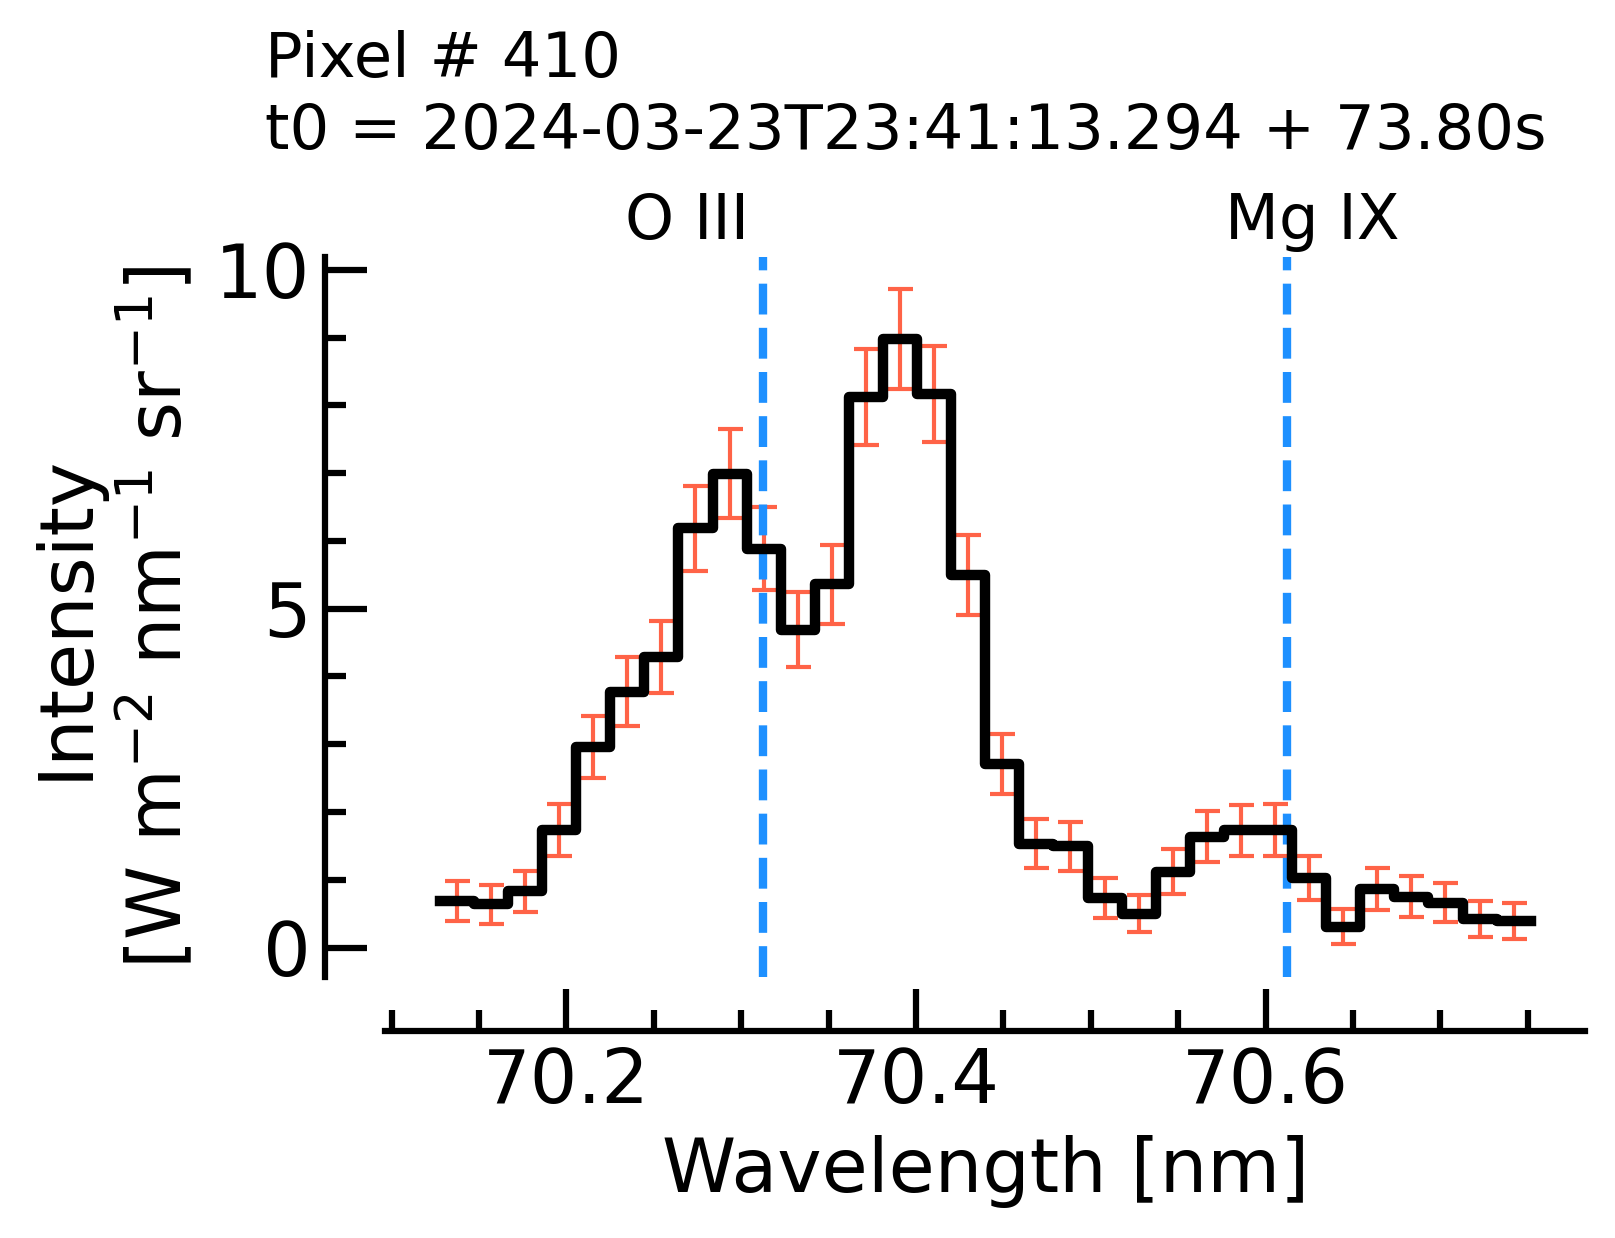 Pixel # 410
t0 = 2024-03-23T23:41:13.294 + 73.80s
O III
Mg IX
Intensity
[W m⁻² nm⁻¹ sr⁻¹]
10
5
0
70.2
70.4
70.6
Wavelength [nm]